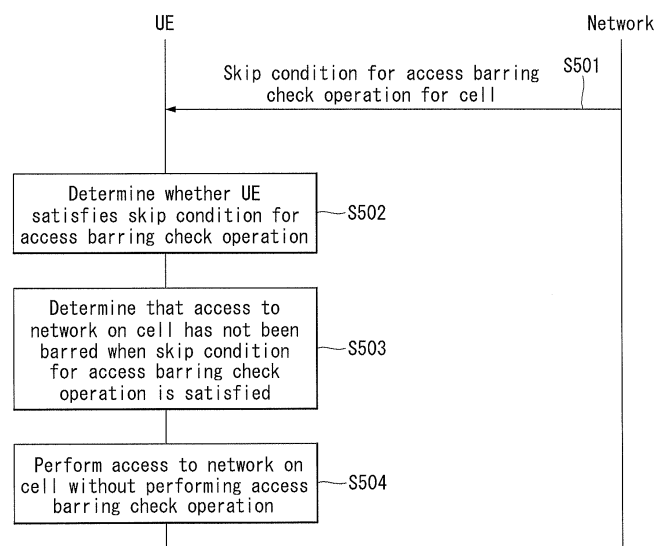 UE
Network
Skip condition for access barring
check operation for cell
S501
Determine whether UE
satisfies skip condition for
access barring check operation
S502
Determine that access to
network on cell has not been
barred when skip condition
for access barring check
operation is satisfied
S503
Perform access to network on
cell without performing access
barring check operation
S504